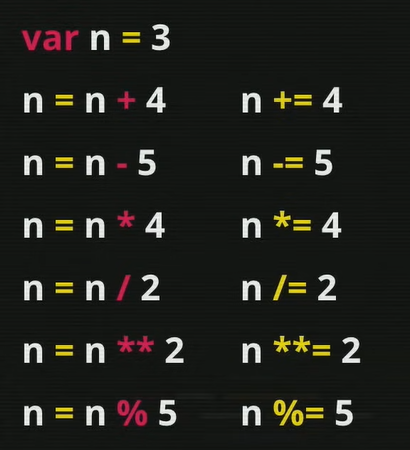 var n = 3
n = n + 4 n += 4
n = n - 5 n -= 5
n = n * 4 n *= 4
n = n / 2 n /= 2
n = n ** 2 n **= 2
n = n % 5 n %= 5